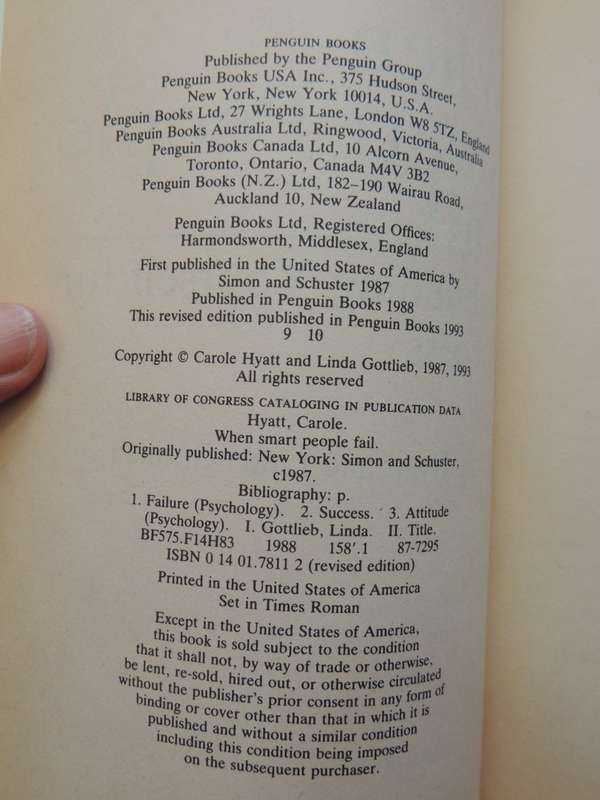 PENGUIN BOOKS
Published by the Penguin Group
Penguin Books USA Inc., 375 Hudson Street,
New York, New York 10014, U.S.A.
Penguin Books Ltd, 27 Wrights Lane, London W8 5TZ, England
Penguin Books Australia Ltd, Ringwood, Victoria, Australia
Penguin Books Canada Ltd, 10 Alcorn Avenue,
Toronto, Ontario, Canada M4V 3B2
Penguin Books (N.Z.) Ltd, 182–190 Wairau Road,
Auckland 10, New Zealand
Penguin Books Ltd, Registered Offices:
Harmondsworth, Middlesex, England
First published in the United States of America by
Simon and Schuster 1987
Published in Penguin Books 1988
This revised edition published in Penguin Books 1993
9 10
Copyright © Carole Hyatt and Linda Gottlieb, 1987, 1993
All rights reserved
LIBRARY OF CONGRESS CATALOGING IN PUBLICATION DATA
Hyatt, Carole.
When smart people fail.
Originally published: New York: Simon and Schuster,
c1987.
Bibliography: p.
1. Failure (Psychology). 2. Success. 3. Attitude
(Psychology). I. Gottlieb, Linda. II. Title.
BF575.F14H83 1988 158'.1 87-7295
ISBN 0 14 01.7811 2 (revised edition)
Printed in the United States of America
Set in Times Roman
Except in the United States of America,
this book is sold subject to the condition
that it shall not, by way of trade or otherwise,
be lent, re-sold, hired out, or otherwise circulated
without the publisher's prior consent in any form of
binding or cover other than that in which it is
published and without a similar condition
including this condition being imposed
on the subsequent purchaser.